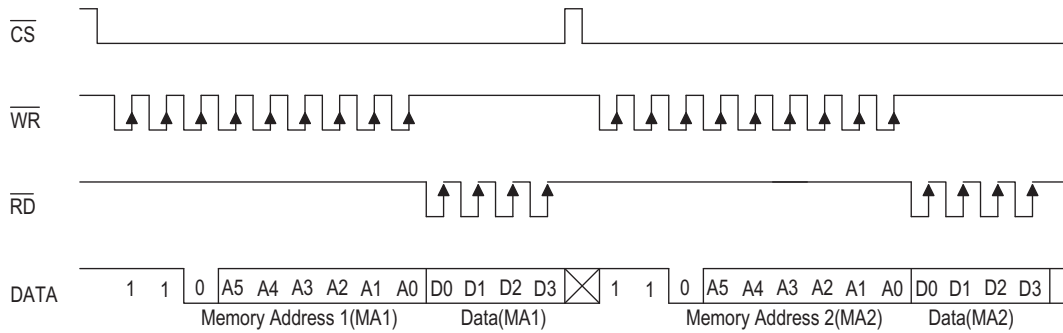 CS
WR
RD
DATA 1 1 0 A5 A4 A3 A2 A1 A0 D0 D1 D2 D3 1 1 0 A5 A4 A3 A2 A1 A0 D0 D1 D2 D3
Memory Address 1(MA1) Data(MA1) Memory Address 2(MA2) Data(MA2)